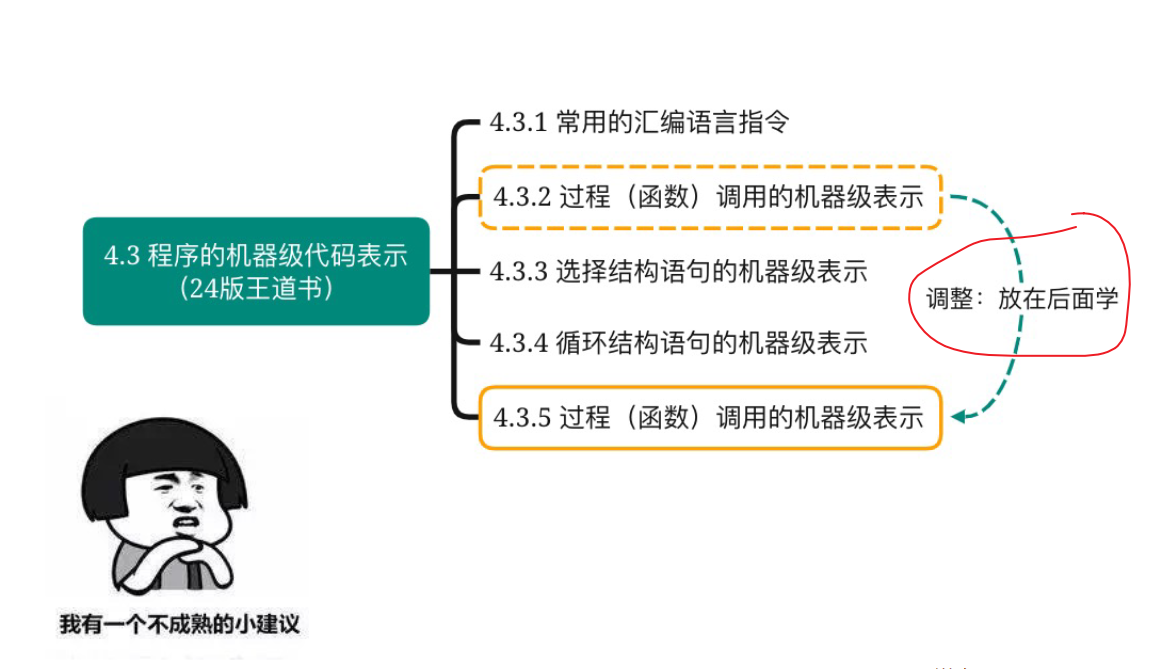 4.3.1 常用的汇编语言指令
4.3.2 过程（函数）调用的机器级表示
4.3 程序的机器级代码表示
（24版王道书）
4.3.3 选择结构语句的机器级表示
调整：放在后面学
4.3.4 循环结构语句的机器级表示
4.3.5 过程（函数）调用的机器级表示
我有一个不成熟的小建议